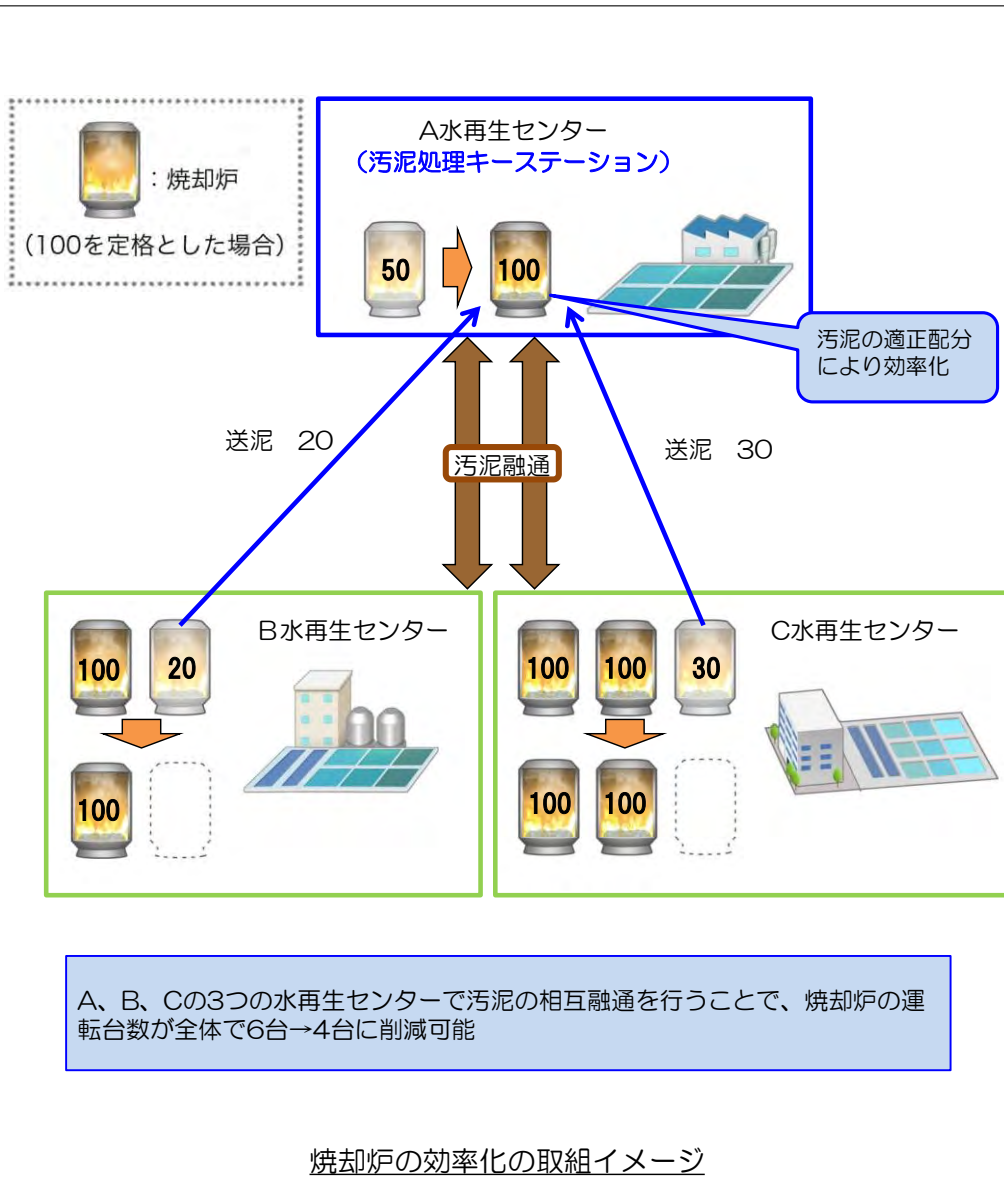 ：焼却炉
(100を定格とした場合)
A水再生センター
（汚泥処理キーステーション）
50
100
汚泥の適正配分
により効率化
送泥　20
汚泥融通
送泥　30
100
20
B水再生センター
100
100
100
30
C水再生センター
100
100
A、B、Cの3つの水再生センターで汚泥の相互融通を行うことで、焼却炉の運
転台数が全体で6台→4台に削減可能
焼却炉の効率化の取組イメージ